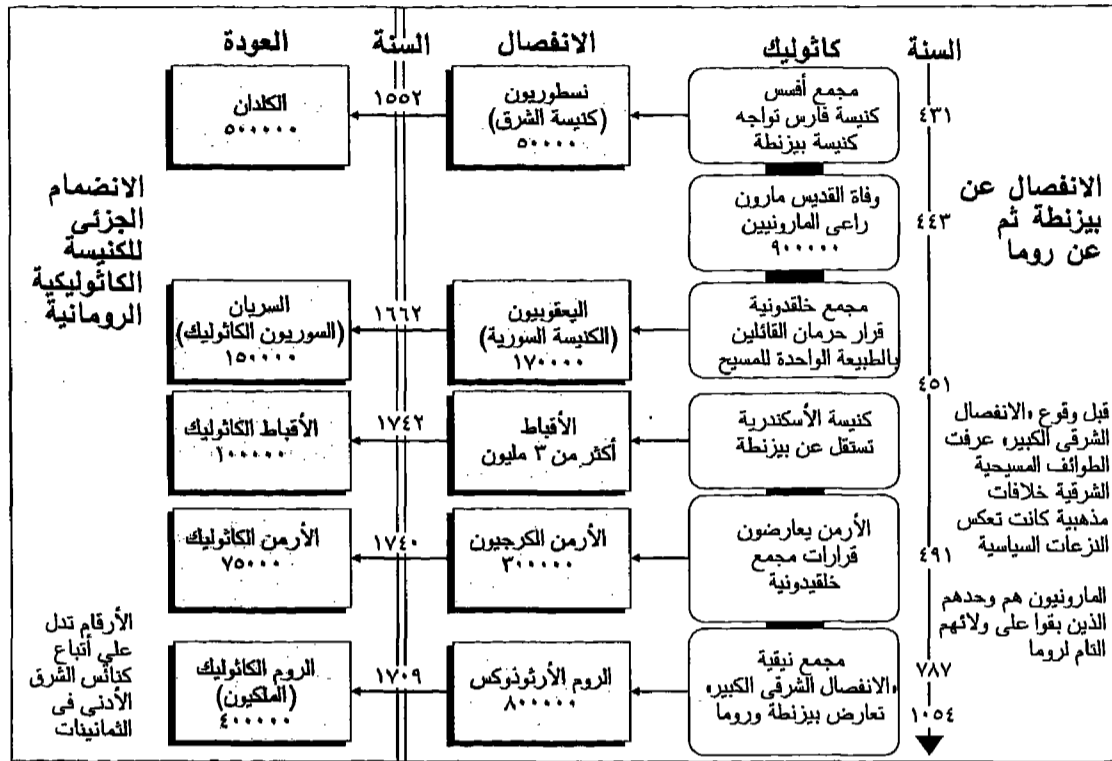 السنة
كاثوليك
الانفصال
السنة
العودة
٤٣١
مجمع أفسس
كنيسة فارس تواجه
كنيسة بيزنطة
نسطوريون
(كنيسة الشرق)
٥٠٠٠٠
١٥٥٢
الكلدان
٥٠٠٠٠٠
الانفصال عن
بيزنطة ثم
عن روما
٤٤٣
وفاة القديس مارون
راعى المارونيين
٩٠٠٠٠٠
الانضمام
الجزئى
للكنيسة
الكاثوليكية
الرومانية
مجمع خلقدونية
قرار حرمان القائلين
بالطبيعة الواحدة للمسيح
اليعقوبيون
(الكنيسة السورية)
١٧٠٠٠٠
١٦٦٢
السريان
(السوريون الكاثوليك)
١٥٠٠٠٠
٤٥١
كنيسة الأسكندرية
تستقل عن بيزنطة
الأقباط
أكثر من ٣ مليون
١٧٤٢
الأقباط الكاثوليك
١٠٠٠٠٠
قبل وقوع «الانفصال
الشرقى الكبير» عرفت
الطوائف المسيحية
الشرقية خلافات
مذهبية كانت تعكس
النزعات السياسية
٤٩١
الأرمن يعارضون
قرارات مجمع
خلقيدونية
الأرمن الكرجيون
٣٠٠٠٠٠
١٧٤٠
الأرمن الكاثوليك
٧٥٠٠٠
المارونيون هم وحدهم
الذين بقوا على ولائهم
التام لروما
٧٨٧
١٠٥٤
مجمع نيقية
«الانفصال الشرقى الكبير»
تعارض بيزنطة وروما
الروم الأرثوذوكس
٨٠٠٠٠٠
١٧٠٩
الروم الكاثوليك
(الملكيون)
٤٠٠٠٠٠
الأرقام تدل
على أتباع
كنائس الشرق
الأدنى فى
الثمانينات